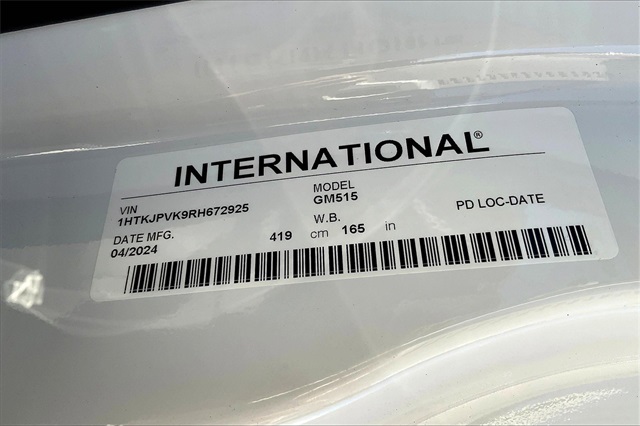 INTERNATIONAL®
VIN
1HTKJPVK9RH672925
MODEL
GM515
DATE MFG.
04/2024
W.B.
419 cm 165 in
PD LOC-DATE